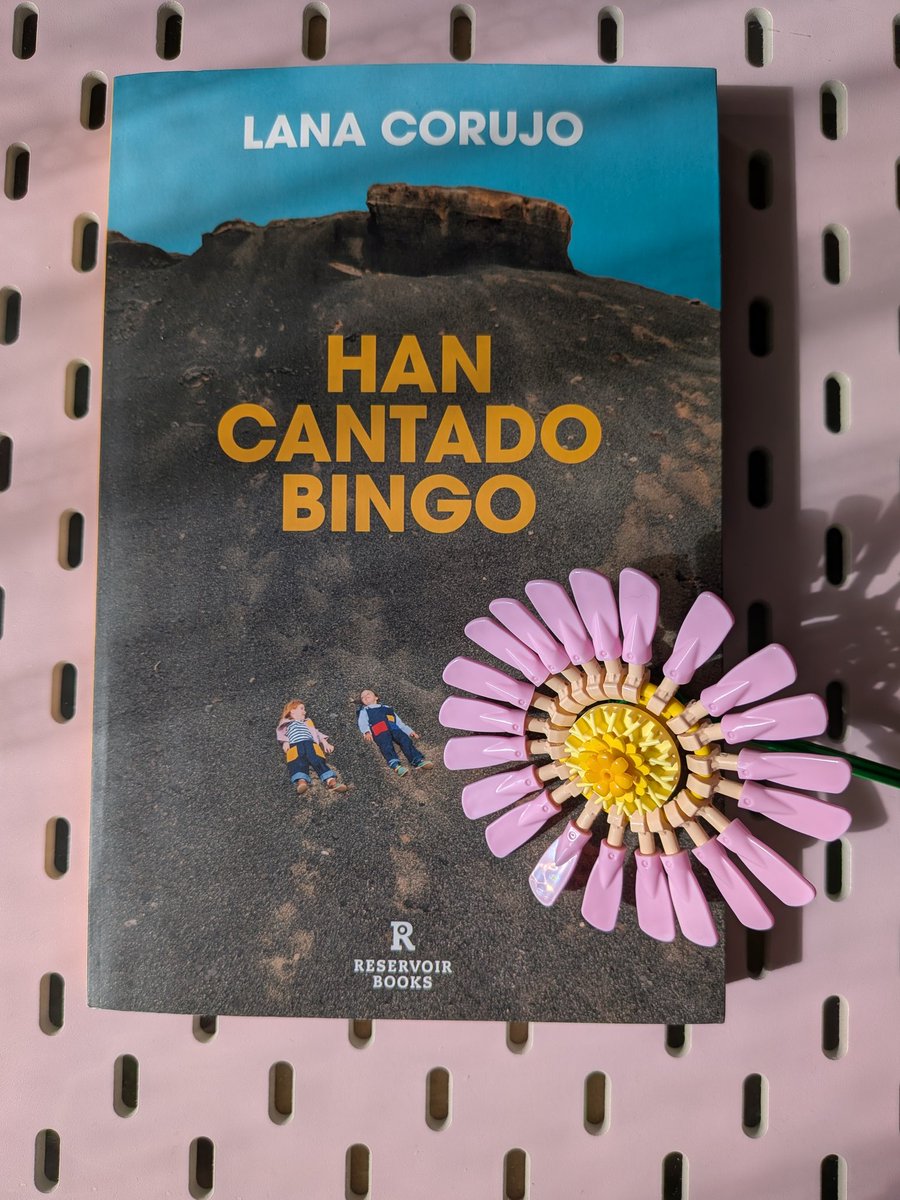 LANA CORUJO
HAN
CANTADO
BINGO
R
RESERVOIR
BOOKS